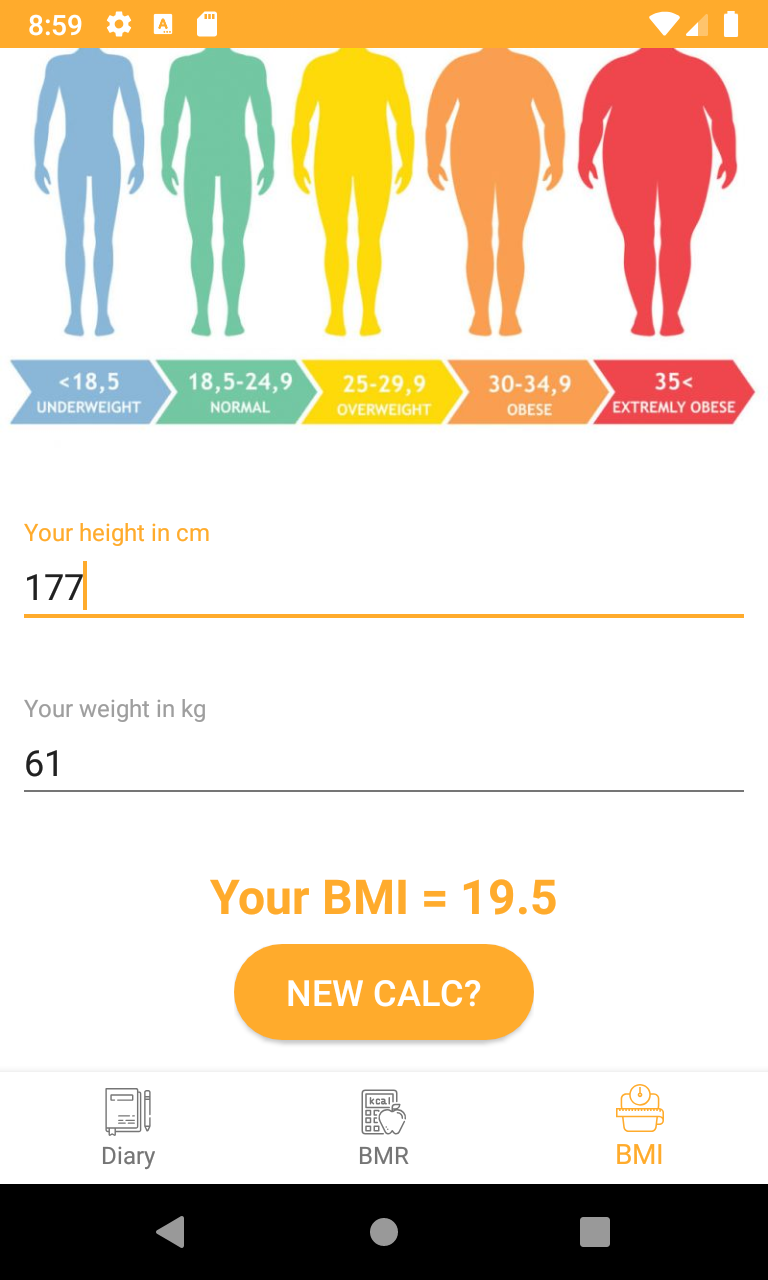 8:59
<18,5
UNDERWEIGHT
18,5-24,9
NORMAL
25-29,9
OVERWEIGHT
30-34,9
OBESE
35<
EXTREMLY OBESE
Your height in cm
177
Your weight in kg
61
Your BMI = 19.5
NEW CALC?
Diary
kcal
BMR
BMI